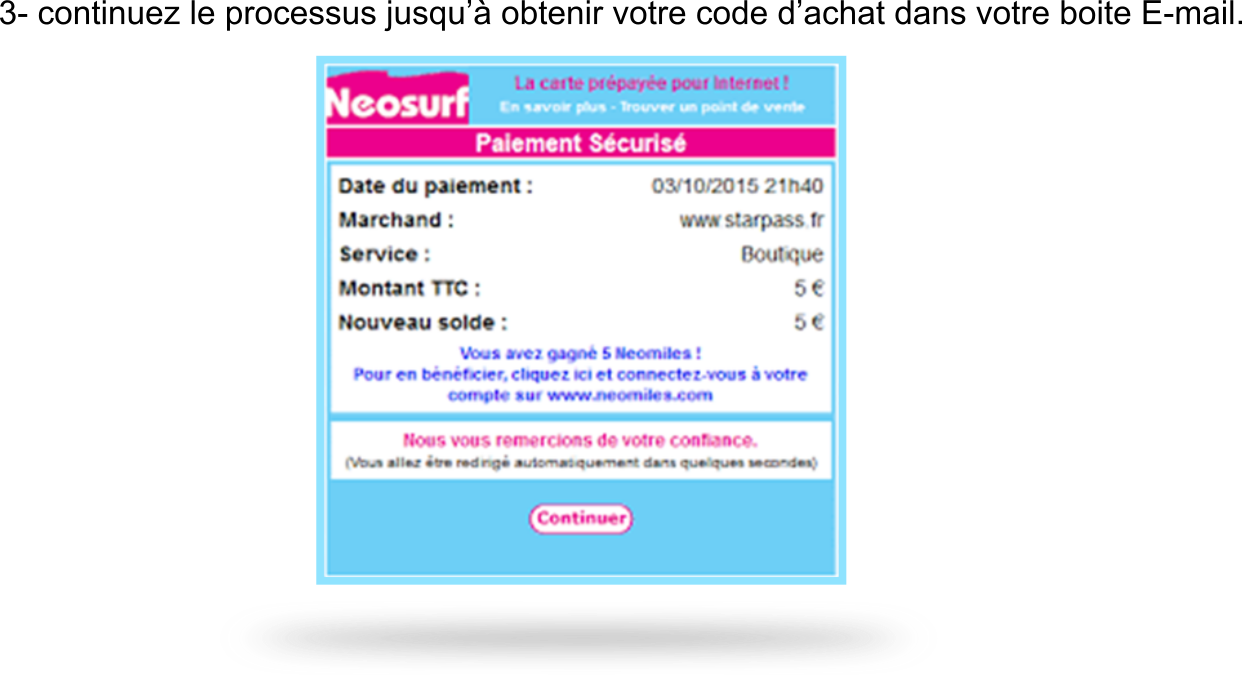 3- continuez le processus jusqu’à obtenir votre code d’achat dans votre boite E-mail.
Neosurf
La carte prépayée pour Internet !
En savoir plus - Trouver un point de vente
Paiement Sécurisé
Date du paiement : 03/10/2015 21h40
Marchand : www.starpass.fr
Service : Boutique
Montant TTC : 5 €
Nouveau solde : 5 €
Vous avez gagné 5 Neomiles !
Pour en bénéficier, cliquez ici et connectez-vous à votre
compte sur www.neomiles.com
Nous vous remercions de votre confiance.
(Vous allez être redirigé automatiquement dans quelques secondes)
Continuer